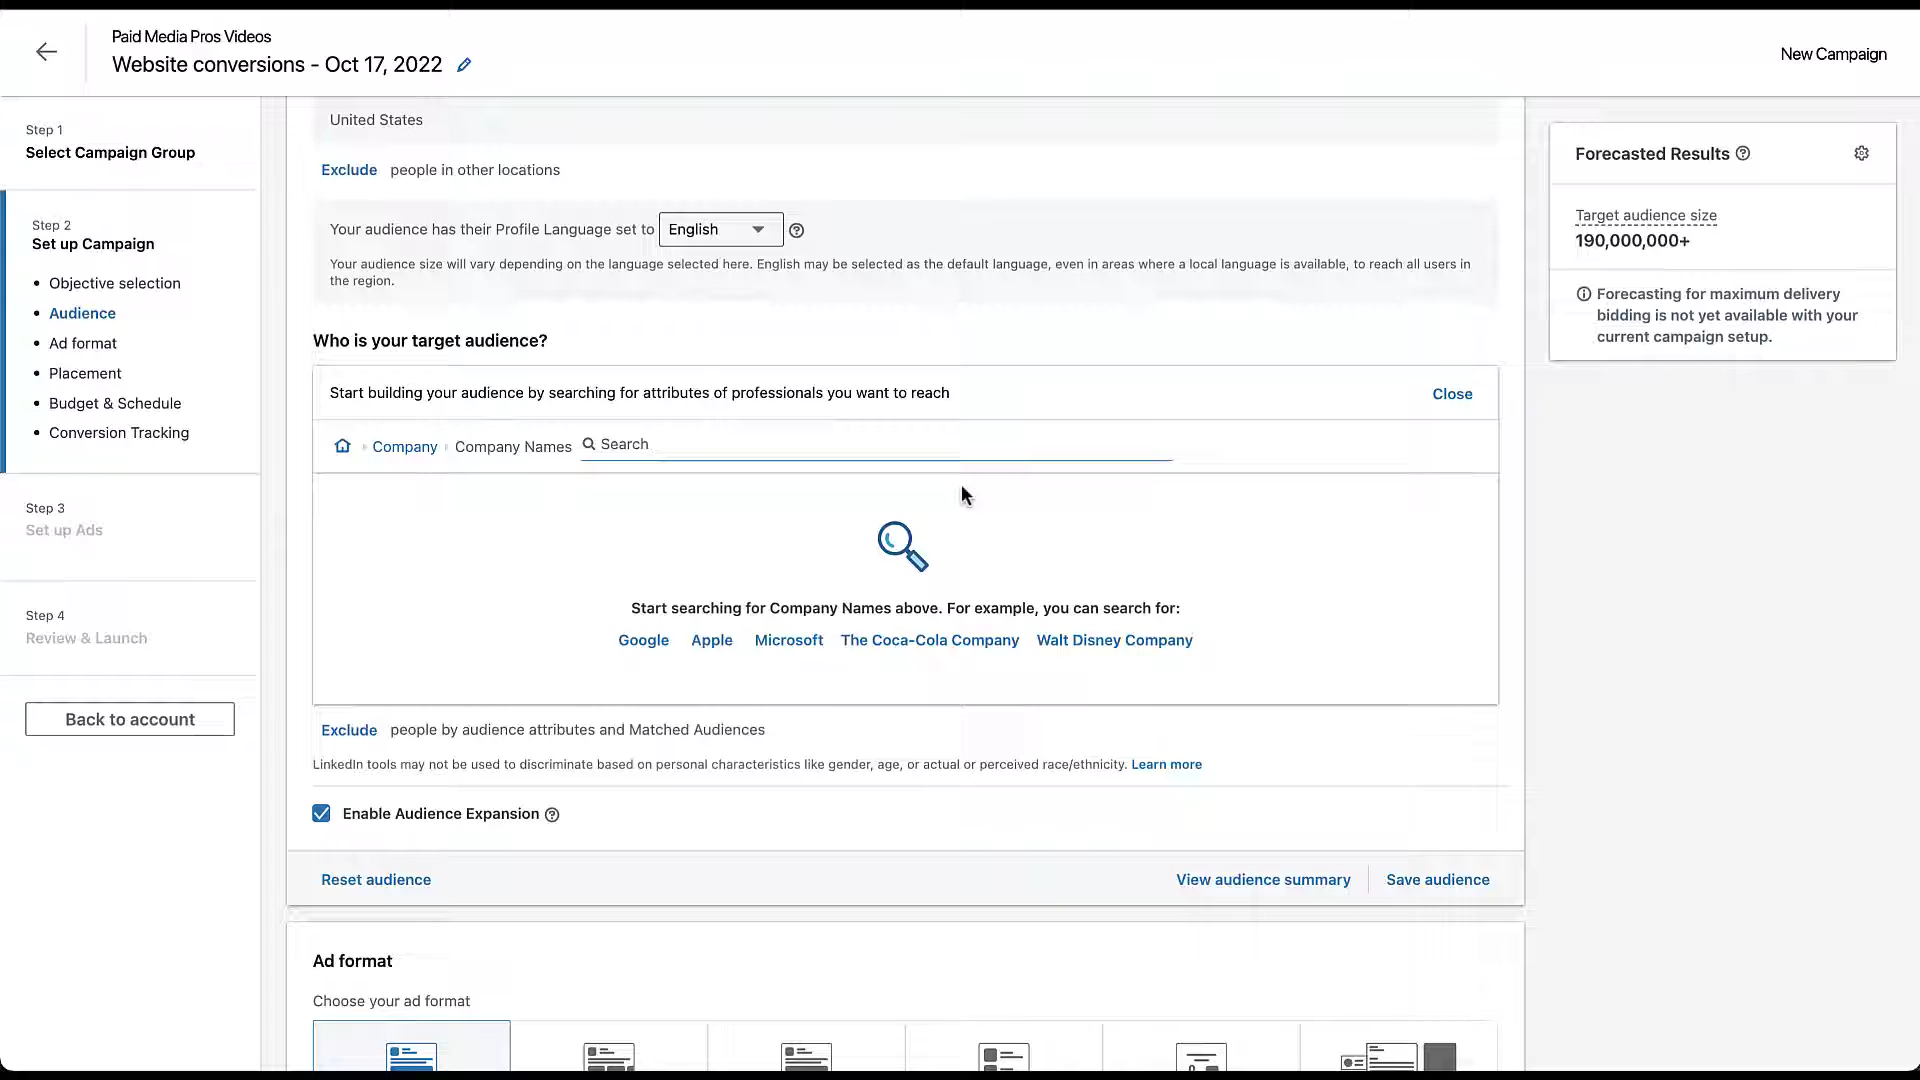 Paid Media Pros Videos
Website conversions - Oct 17, 2022
New Campaign
Step 1
Select Campaign Group
Step 2
Set up Campaign
Objective selection
Audience
Ad format
Placement
Budget & Schedule
Conversion Tracking
Step 3
Set up Ads
Step 4
Review & Launch
Back to account
United States
Exclude people in other locations
Your audience has their Profile Language set to English
Your audience size will vary depending on the language selected here. English may be selected as the default language, even in areas where a local language is available, to reach all users in
the region.
Who is your target audience?
Start building your audience by searching for attributes of professionals you want to reach
Close
Company Company Names Search
Start searching for Company Names above. For example, you can search for:
Google Apple Microsoft The Coca-Cola Company Walt Disney Company
Exclude people by audience attributes and Matched Audiences
LinkedIn tools may not be used to discriminate based on personal characteristics like gender, age, or actual or perceived race/ethnicity. Learn more
Enable Audience Expansion
Reset audience
View audience summary
Save audience
Ad format
Choose your ad format
Forecasted Results
Target audience size
190,000,000+
Forecasting for maximum delivery
bidding is not yet available with your
current campaign setup.